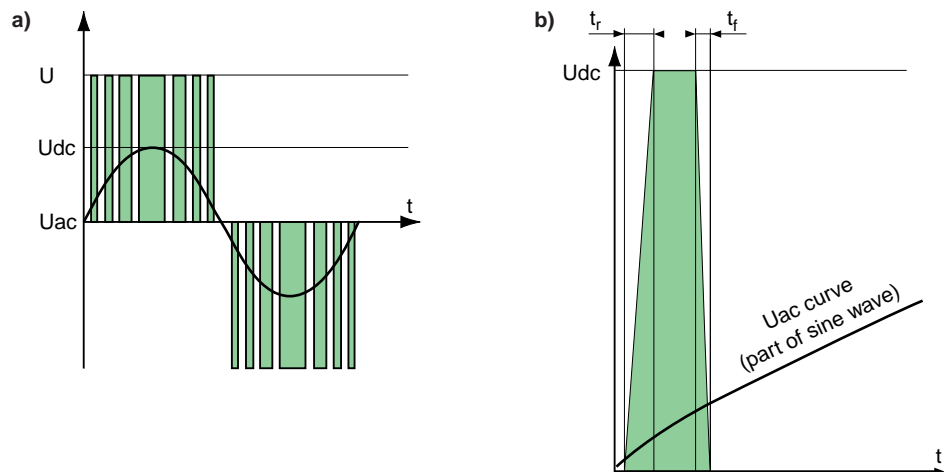 a)
U
Udc
Uac
t
b)
tr
tf
Udc
Uac curve
(part of sine wave)
t